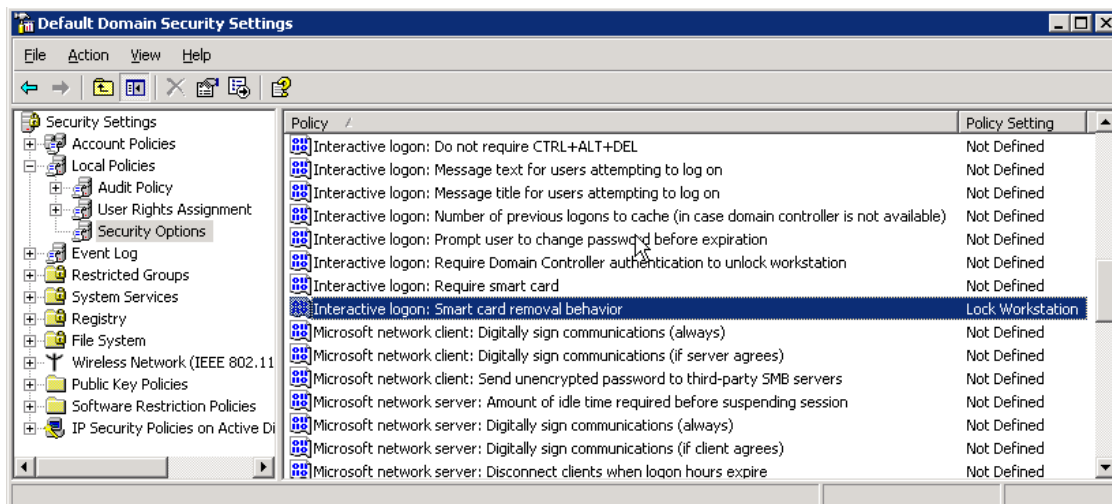 Default Domain Security Settings
File Action View Help
Security Settings
Account Policies
Local Policies
Audit Policy
User Rights Assignment
Security Options
Event Log
Restricted Groups
System Services
Registry
File System
Wireless Network (IEEE 802.11
Public Key Policies
Software Restriction Policies
IP Security Policies on Active Di
Policy Policy Setting
Interactive logon: Do not require CTRL+ALT+DEL Not Defined
Interactive logon: Message text for users attempting to log on Not Defined
Interactive logon: Message title for users attempting to log on Not Defined
Interactive logon: Number of previous logons to cache (in case domain controller is not available) Not Defined
Interactive logon: Prompt user to change password before expiration Not Defined
Interactive logon: Require Domain Controller authentication to unlock workstation Not Defined
Interactive logon: Require smart card Not Defined
Interactive logon: Smart card removal behavior Lock Workstation
Microsoft network client: Digitally sign communications (always) Not Defined
Microsoft network client: Digitally sign communications (if server agrees) Not Defined
Microsoft network client: Send unencrypted password to third-party SMB servers Not Defined
Microsoft network server: Amount of idle time required before suspending session Not Defined
Microsoft network server: Digitally sign communications (always) Not Defined
Microsoft network server: Digitally sign communications (if client agrees) Not Defined
Microsoft network server: Disconnect clients when logon hours expire Not Defined